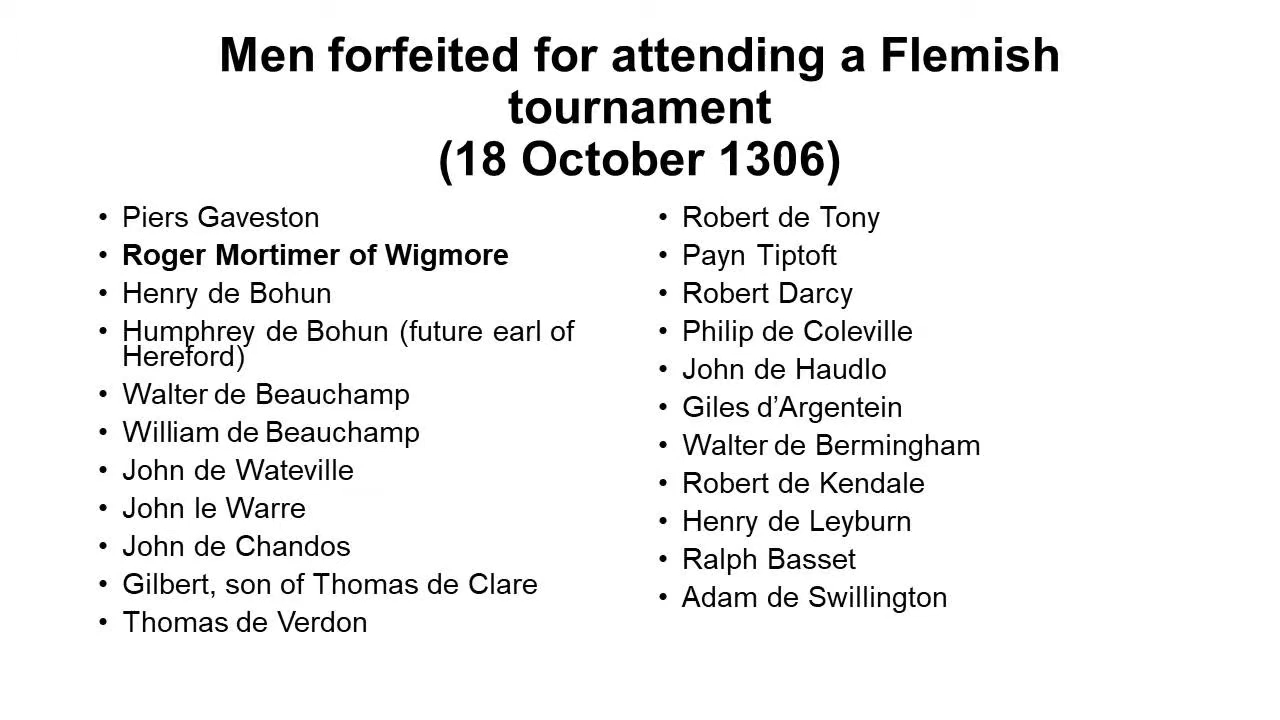 Men forfeited for attending a Flemish
tournament
(18 October 1306)
• Piers Gaveston
• Roger Mortimer of Wigmore
• Henry de Bohun
• Humphrey de Bohun (future earl of
Hereford)
• Walter de Beauchamp
• William de Beauchamp
• John de Wateville
• John le Warre
• John de Chandos
• Gilbert, son of Thomas de Clare
• Thomas de Verdon
• Robert de Tony
• Payn Tiptoft
• Robert Darcy
• Philip de Coleville
• John de Haudlo
• Giles d’Argentein
• Walter de Bermingham
• Robert de Kendale
• Henry de Leyburn
• Ralph Basset
• Adam de Swillington